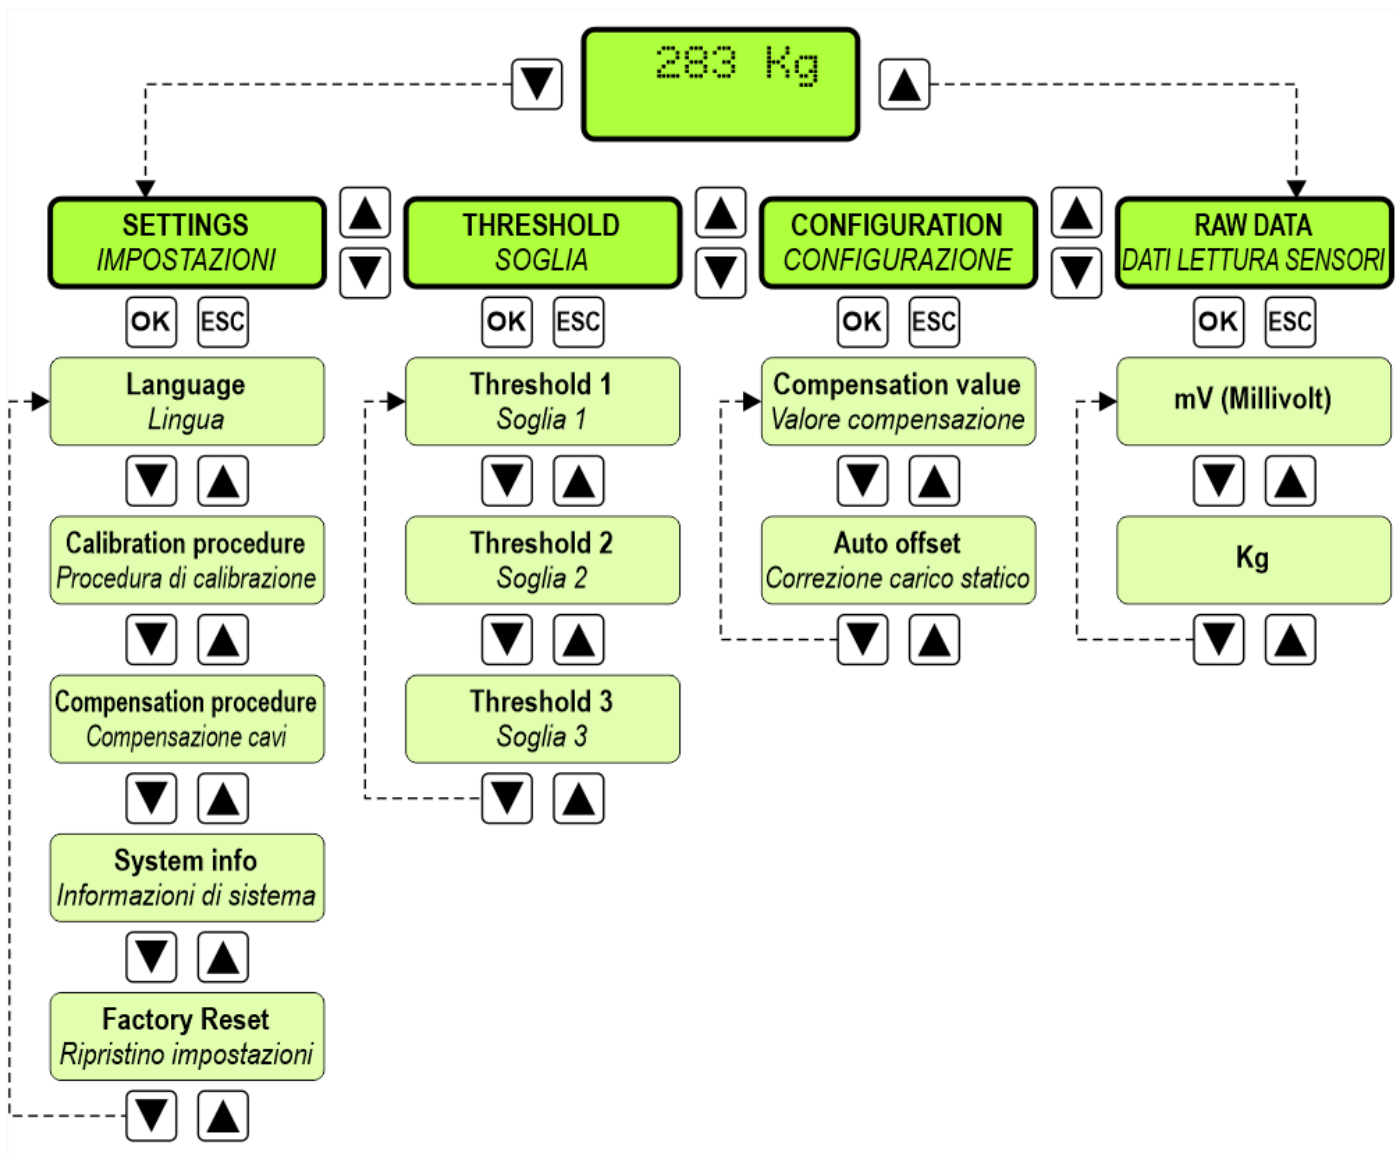 283 Kg
SETTINGS
IMPOSTAZIONI
THRESHOLD
SOGLIA
CONFIGURATION
CONFIGURAZIONE
RAW DATA
DATI LETTURA SENSORI
OK ESC
OK ESC
OK ESC
OK ESC
Language
Lingua
Threshold 1
Soglia 1
Compensation value
Valore compensazione
mV (Millivolt)
Calibration procedure
Procedura di calibrazione
Threshold 2
Soglia 2
Auto offset
Correzione carico statico
Kg
Compensation procedure
Compensazione cavi
Threshold 3
Soglia 3
System info
Informazioni di sistema
Factory Reset
Ripristino impostazioni